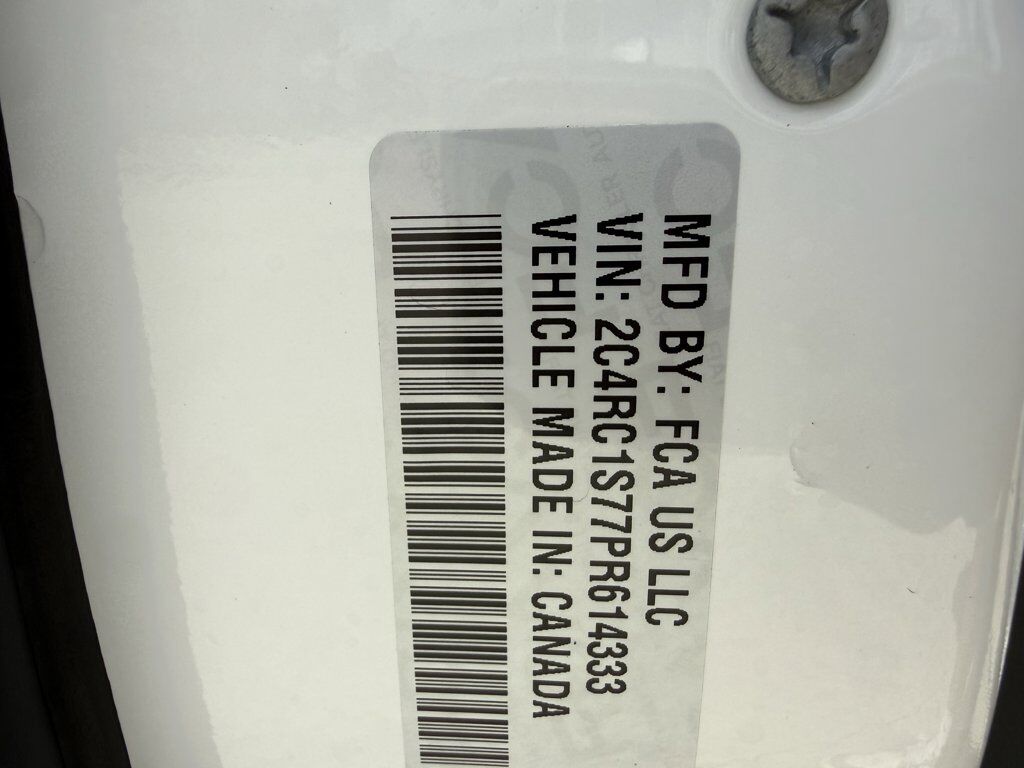 MFD BY: FCA US LLC
VIN: 2C4RC1S77PR614333
VEHICLE MADE IN: CANADA